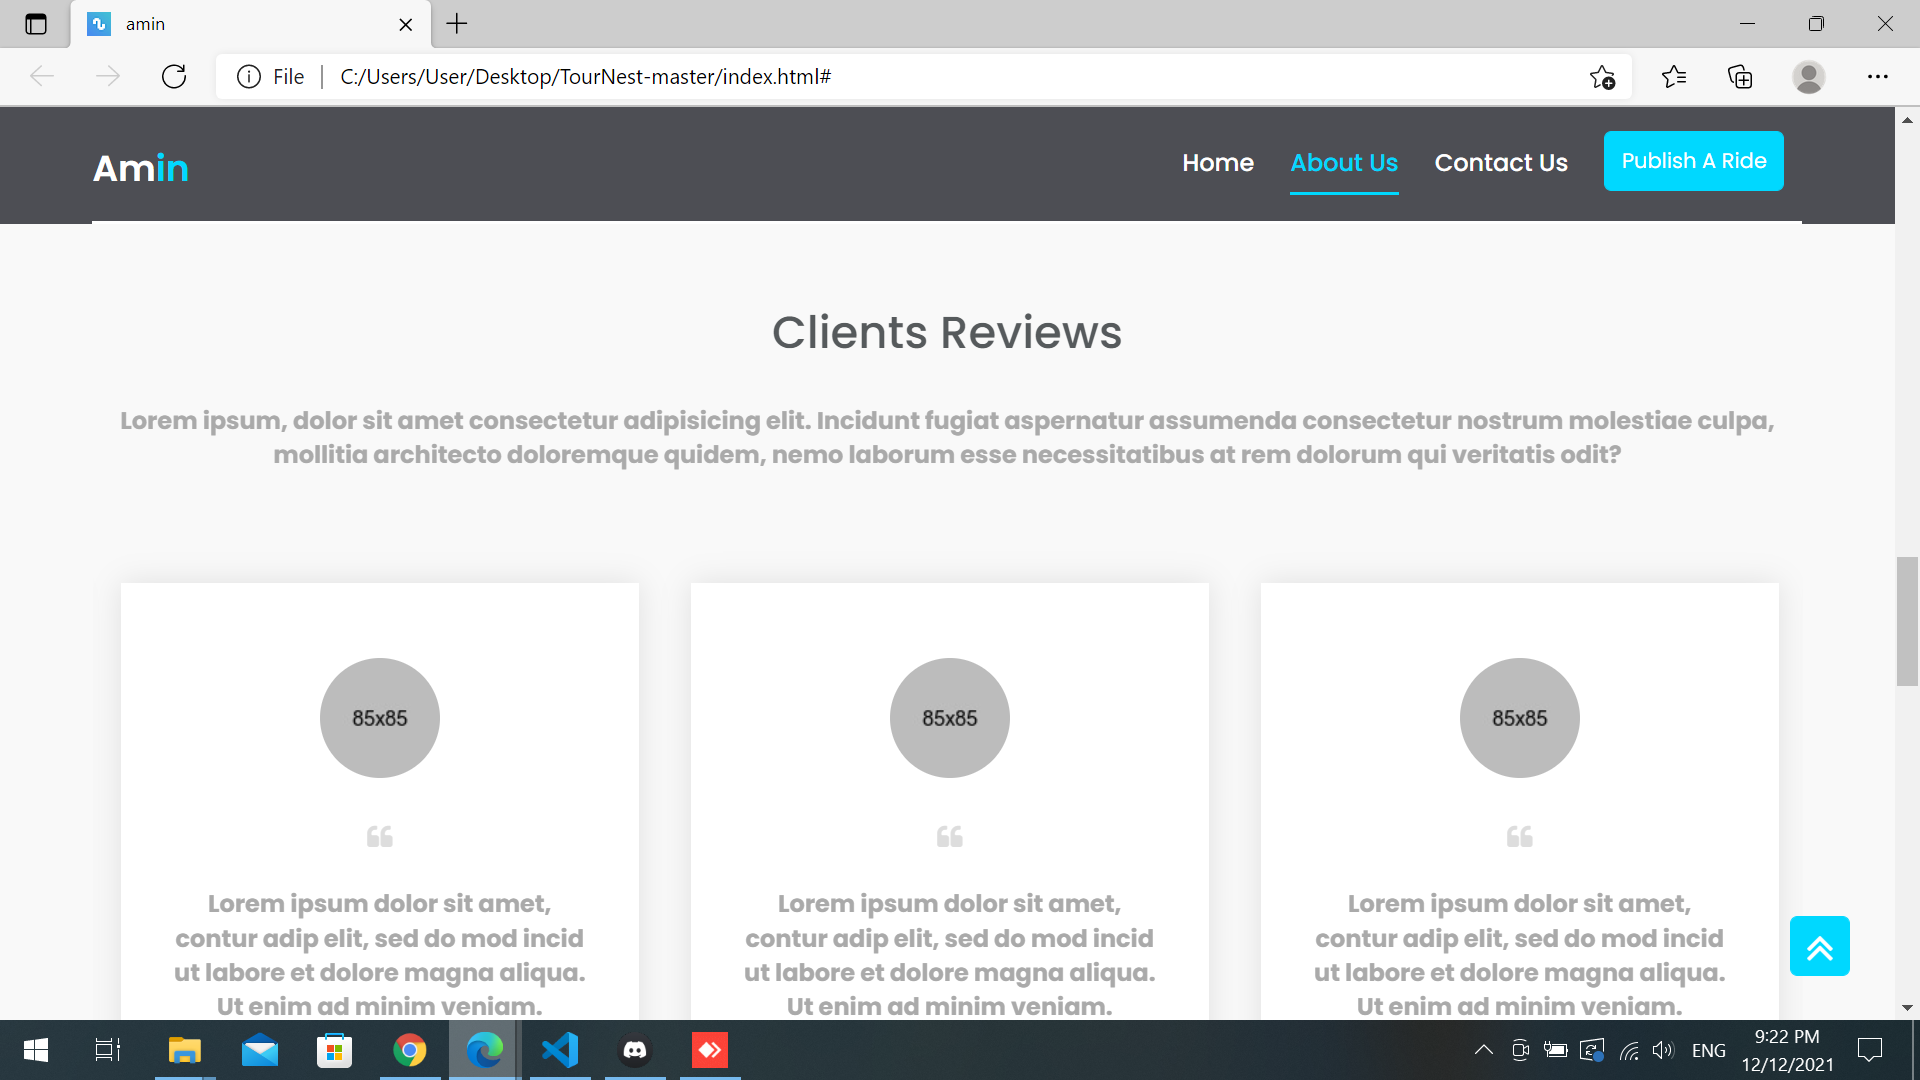 amin
File
C:/Users/User/Desktop/TourNest-master/index.html#
Amin
Home
About Us
Contact Us
Publish A Ride
Clients Reviews
Lorem ipsum, dolor sit amet consectetur adipisicing elit. Incidunt fugiat aspernatur assumenda consectetur nostrum molestiae culpa,
mollitia architecto doloremque quidem, nemo laborum esse necessitatibus at rem dolorum qui veritatis odit?
85x85
“
Lorem ipsum dolor sit amet,
contur adip elit, sed do mod incid
ut labore et dolore magna aliqua.
Ut enim ad minim veniam.
85x85
“
Lorem ipsum dolor sit amet,
contur adip elit, sed do mod incid
ut labore et dolore magna aliqua.
Ut enim ad minim veniam.
85x85
“
Lorem ipsum dolor sit amet,
contur adip elit, sed do mod incid
ut labore et dolore magna aliqua.
Ut enim ad minim veniam.
ENG
9:22 PM
12/12/2021